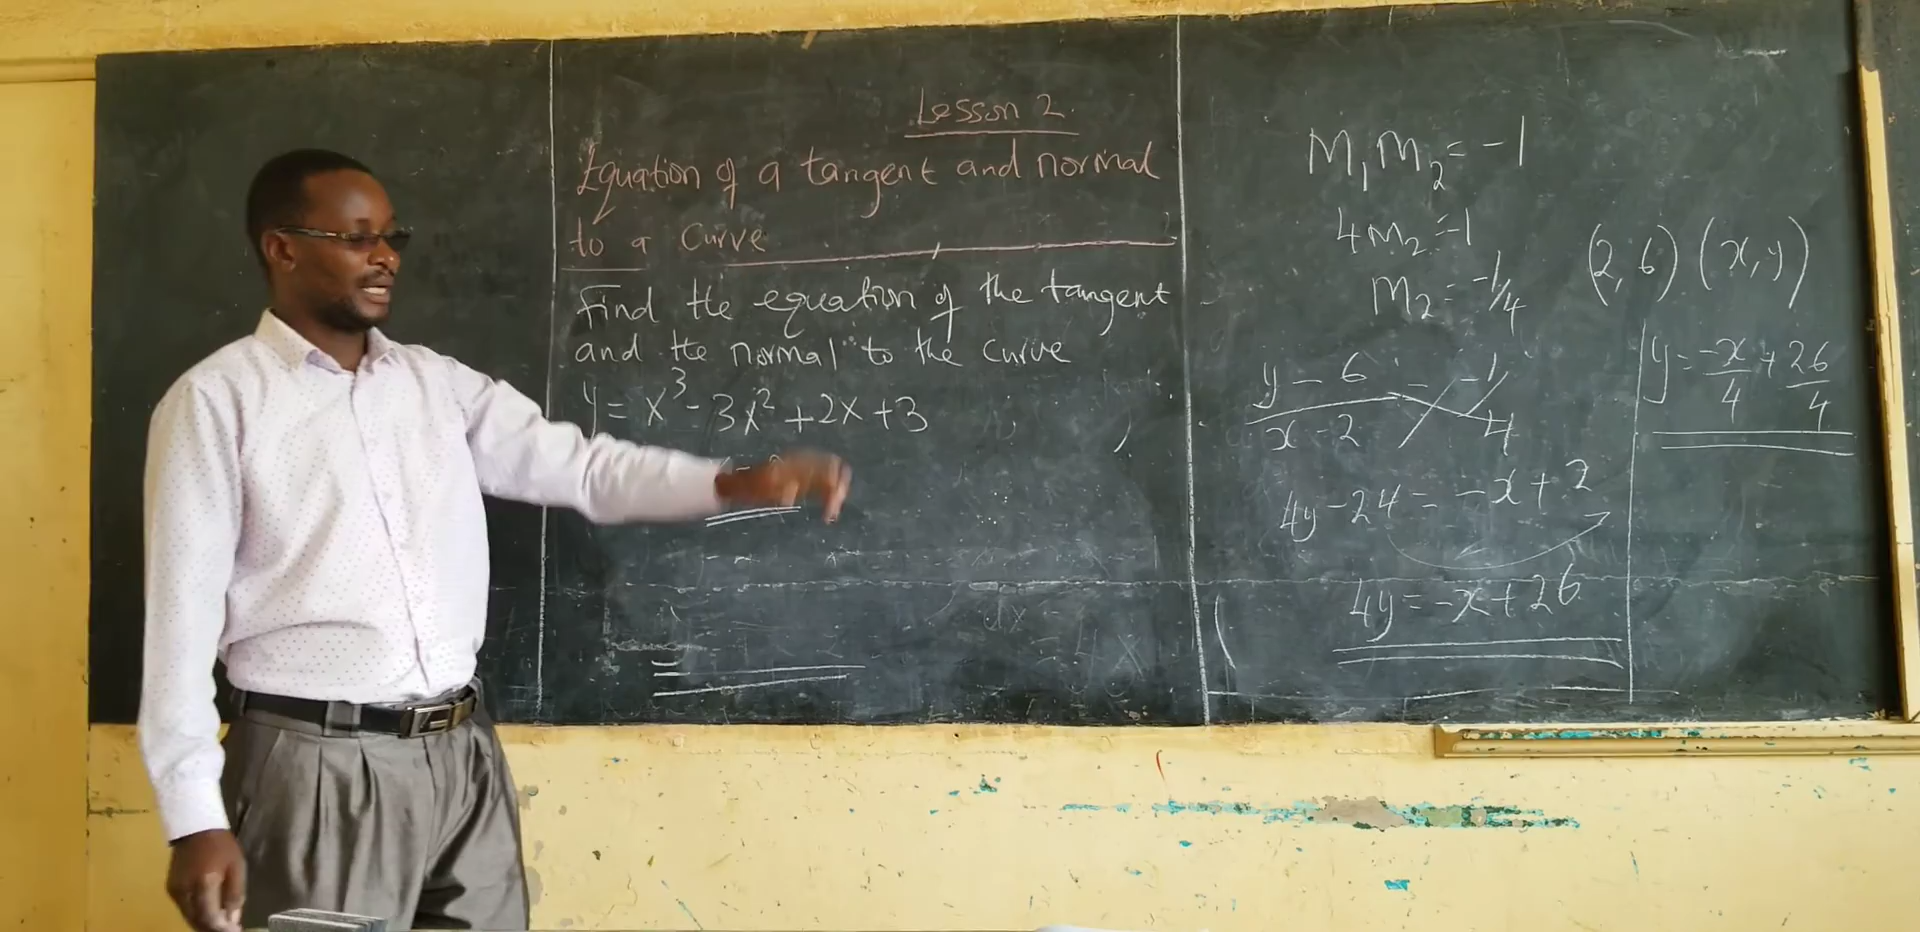 Lesson 2
Equation of a tangent and normal
to a Curve
Find the equation of the tangent
and the normal to the curve
y = x³ - 3x² + 2x + 3
M₁M₂ = -1
4M₂ = -1
M₂ = -1/4
(2, 6) (x, y)
y - 6 / x - 2 = -1 / 4
4y - 24 = -x + 2
4y = -x + 26
y = -x/4 + 26/4